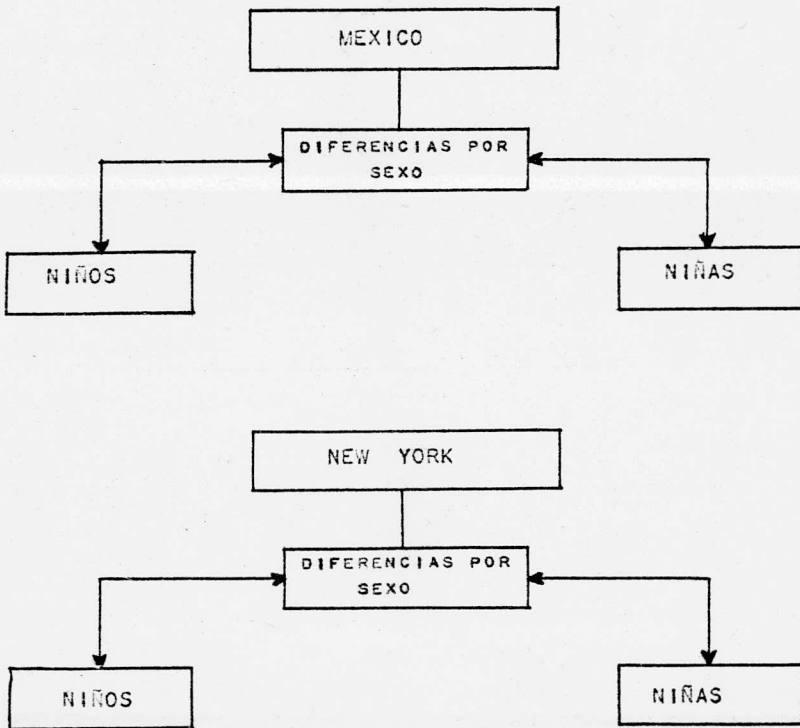 MEXICO
DIFERENCIAS POR
SEXO
NIÑOS
NIÑAS
NEW YORK
DIFERENCIAS POR
SEXO
NIÑOS
NIÑAS